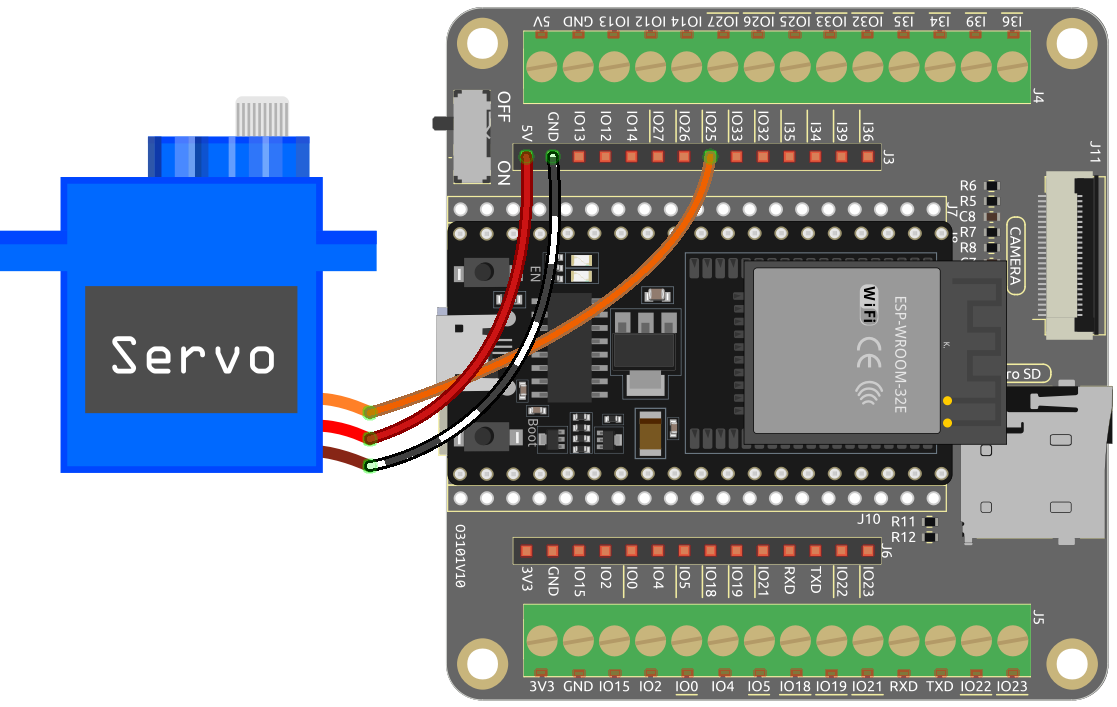 5V GND IO13 IO12 IO14 IO27 IO26 IO25 IO33 IO32 I35 I34 I39 I36
J4
OFF
ON
5V GND IO13 IO12 IO14 IO27 IO26 IO25 IO33 IO32 I35 I34 I39 I36
J3
J11
R6
R5
C8
R7
R8
J7
CAMERA
EN
Servo
WiFi
CE
ESP-WROOM-32E
K
ro SD
Boot
J10
R11
R12
O3101V10
J6
3V3 GND IO15 IO2 IO0 IO4 IO5 IO18 IO19 IO21 RXD TXD IO22 IO23
J5
3V3 GND IO15 IO2 IO0 IO4 IO5 IO18 IO19 IO21 RXD TXD IO22 IO23